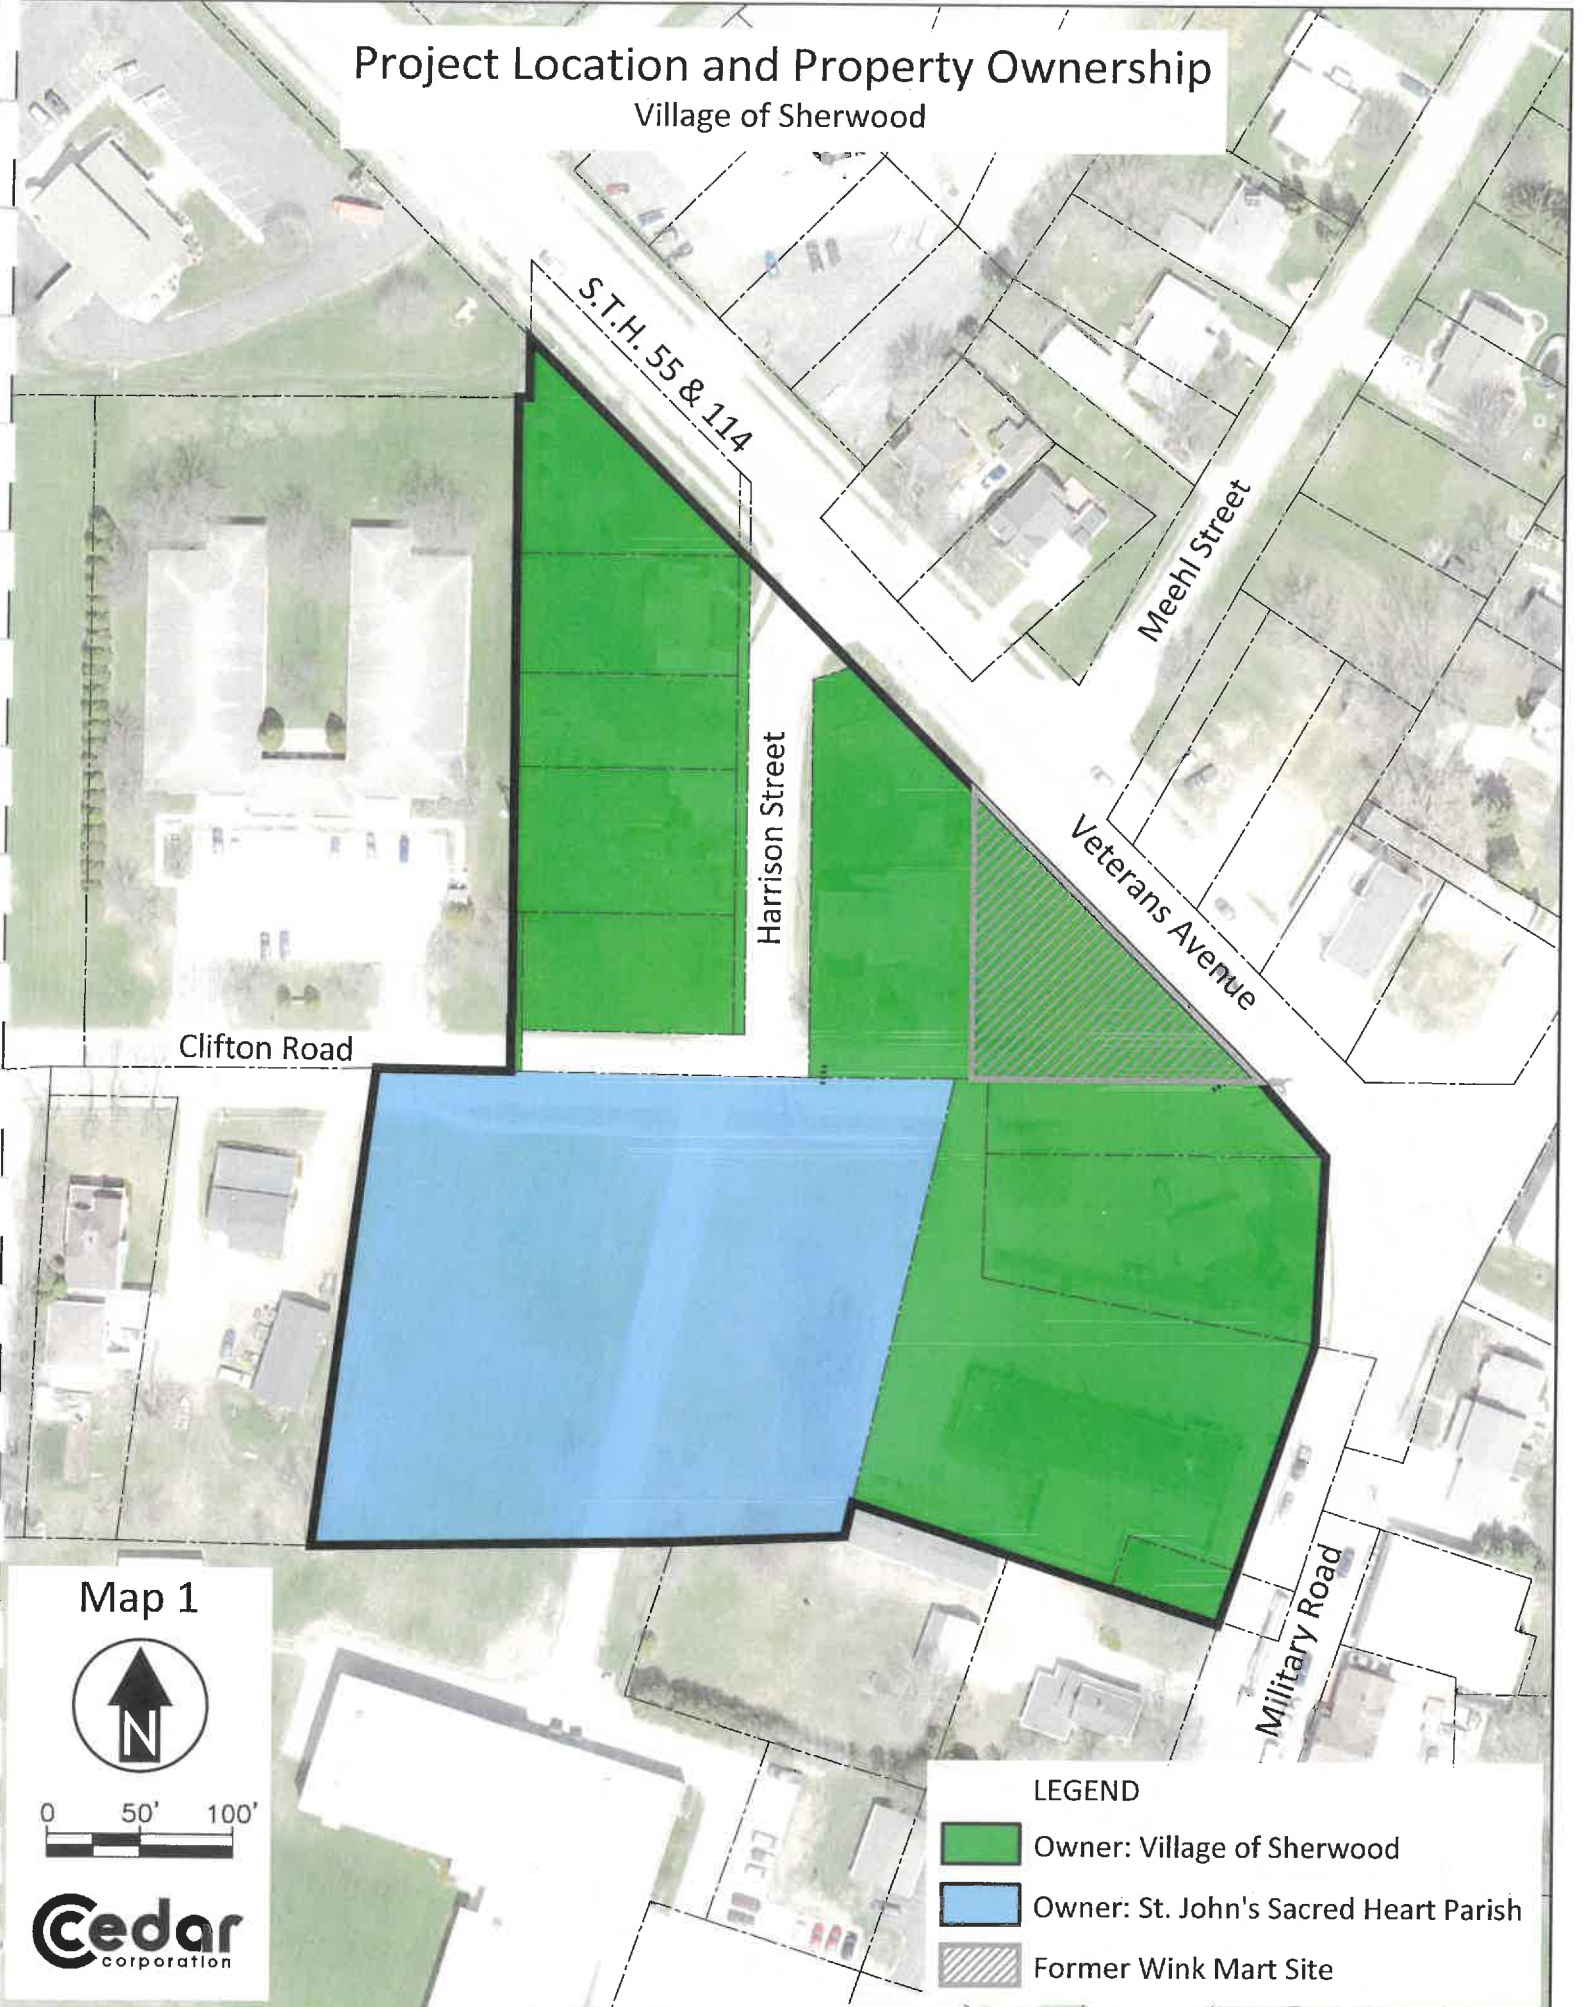 Project Location and Property Ownership
Village of Sherwood
S.T.H. 55 & 114
Meehl Street
Harrison Street
Veterans Avenue
Clifton Road
Military Road
Map 1
N
0 50' 100'
Cedar
corporation
LEGEND
Owner: Village of Sherwood
Owner: St. John's Sacred Heart Parish
Former Wink Mart Site